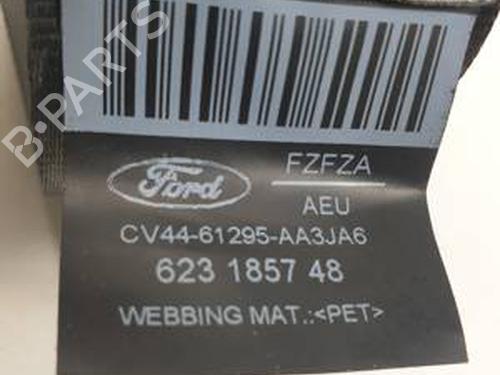 B-PARTS
Ford
FZFZA
AEU
CV44-61295-AA3JA6
623 1857 48
WEBBING MAT.:<PET>